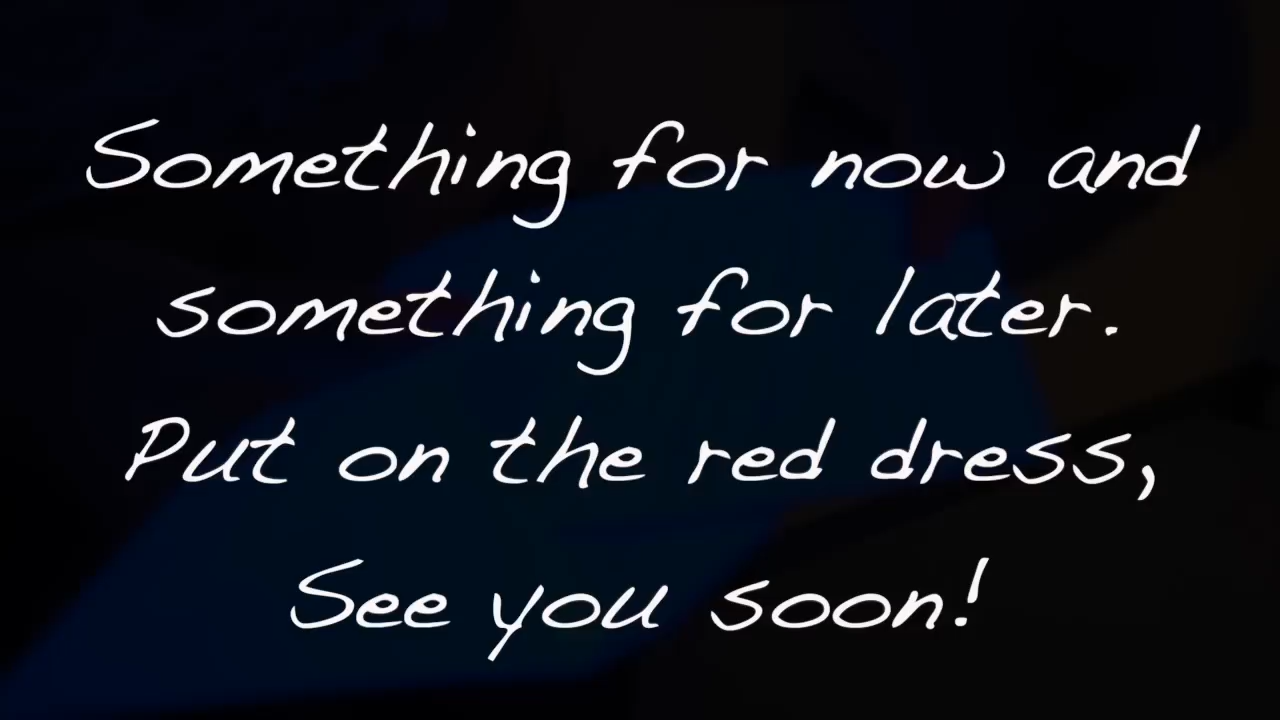 Something for now and
something for later.
Put on the red dress,
See you soon!